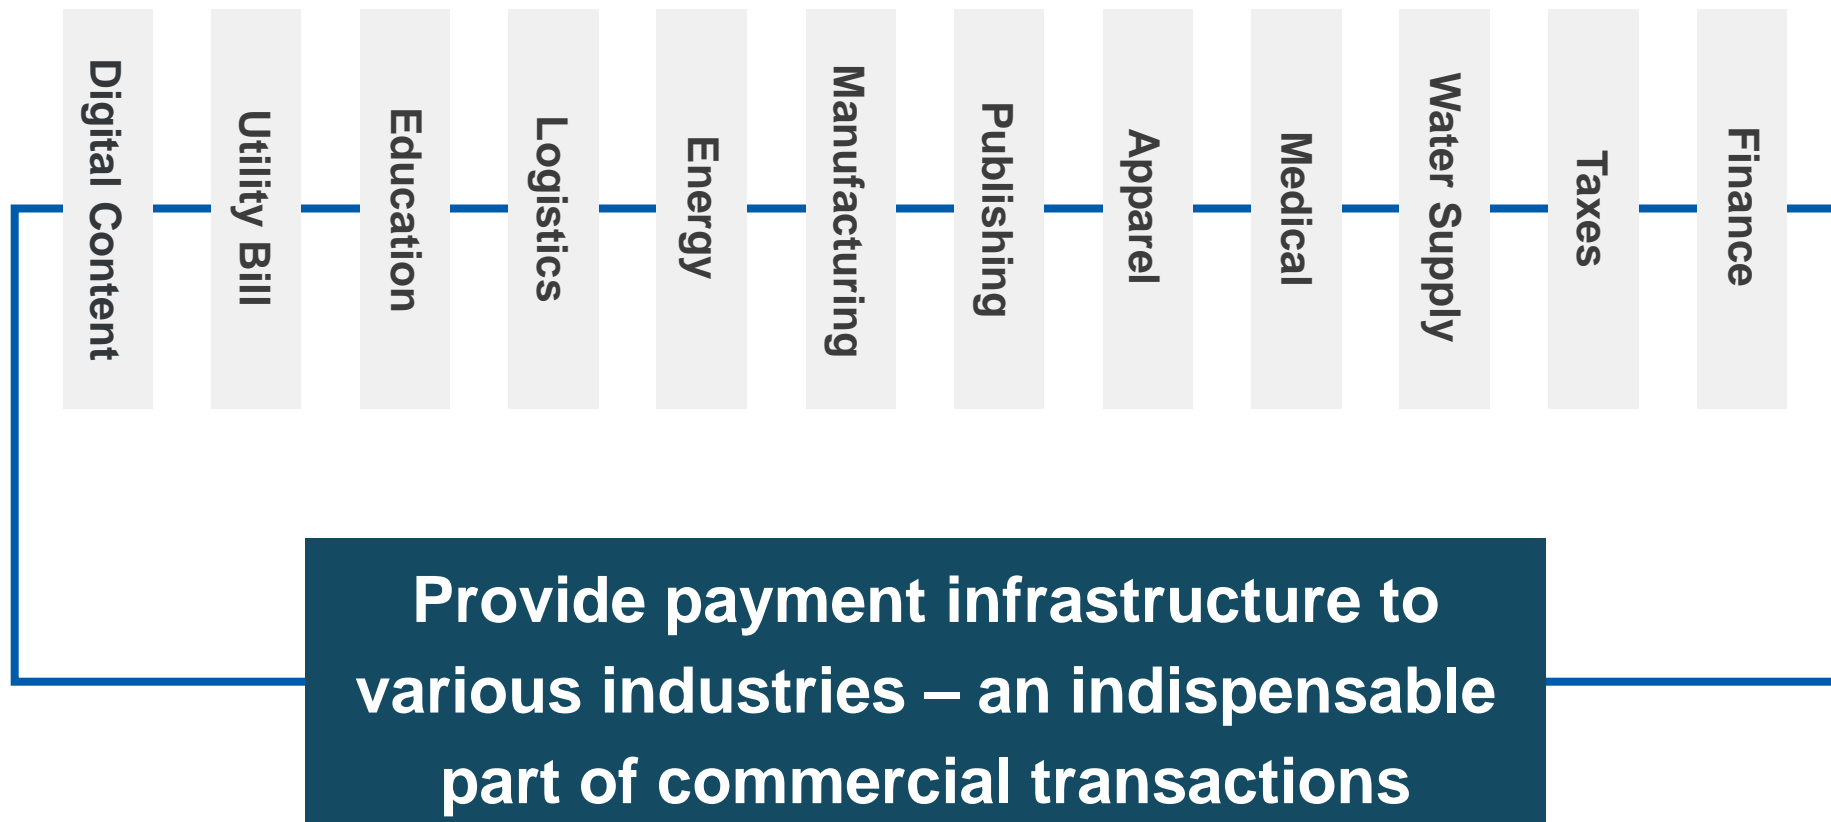 Digital Content
Utility Bill
Education
Logistics
Energy
Manufacturing
Publishing
Apparel
Medical
Water Supply
Taxes
Finance
Provide payment infrastructure to
various industries – an indispensable
part of commercial transactions